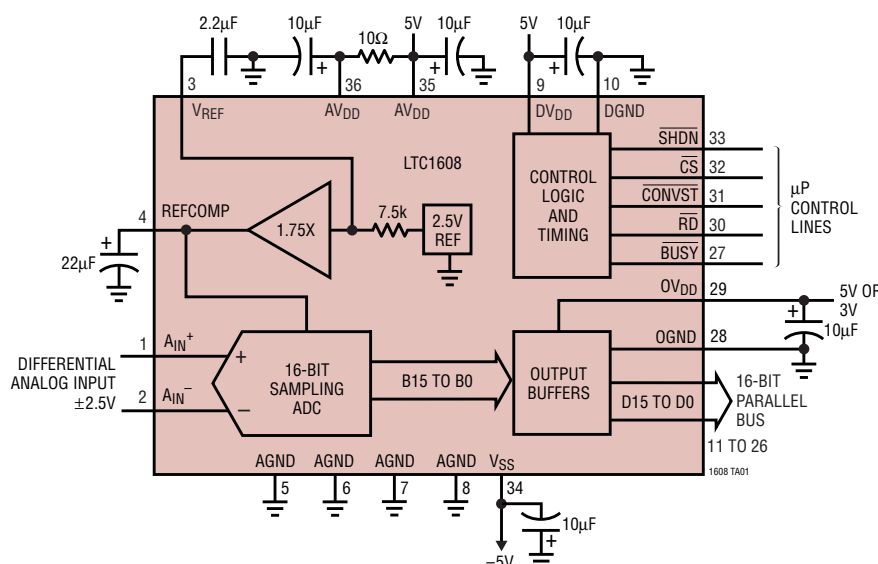 2.2µF
10µF
10Ω
5V
10µF
5V
10µF
3
36
35
9
10
VREF
AVDD
AVDD
DVDD
DGND
LTC1608
SHDN
33
CS
32
CONVST
31
RD
30
BUSY
27
µP
CONTROL
LINES
CONTROL
LOGIC
AND
TIMING
4
REFCOMP
1.75X
7.5k
2.5V
REF
22µF
OVDD
29
5V OR
3V
10µF
OGND
28
1
AIN+
2
AIN−
DIFFERENTIAL
ANALOG INPUT
±2.5V
+
−
16-BIT
SAMPLING
ADC
B15 TO B0
OUTPUT
BUFFERS
D15 TO D0
16-BIT
PARALLEL
BUS
11 TO 26
1608 TA01
AGND
AGND
AGND
AGND
VSS
5
6
7
8
34
10µF
−5V